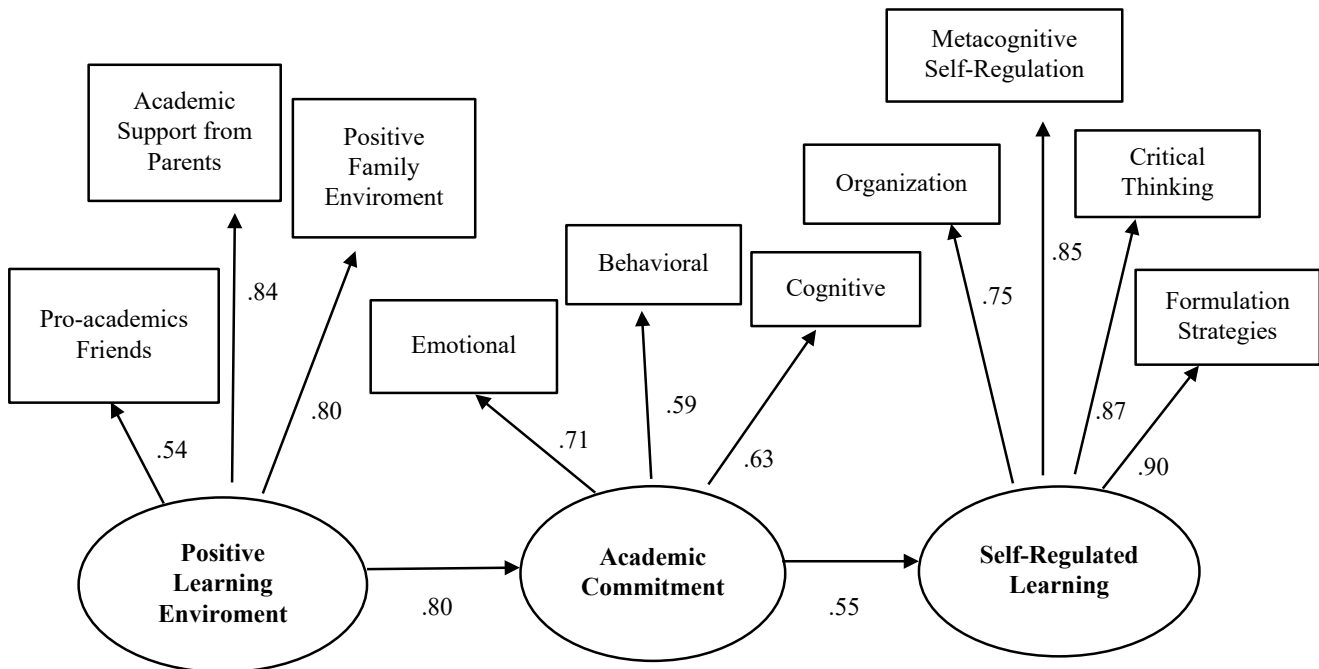 Metacognitive
Self-Regulation
Academic
Support from
Parents
Positive
Family
Enviroment
Critical
Thinking
Organization
Behavioral
Cognitive
Formulation
Strategies
Pro-academics
Friends
Emotional
.84
.85
.75
.80
.59
.87
.54
.71
.63
.90
Positive
Learning
Enviroment
Academic
Commitment
Self-Regulated
Learning
.80
.55